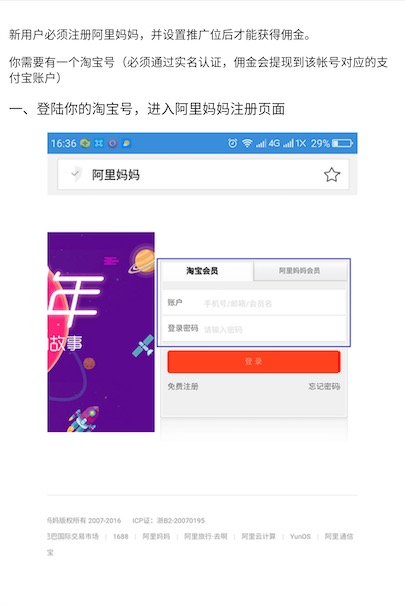 新用户必须注册阿里妈妈，并设置推广位后才能获得佣金。
你需要有一个淘宝号（必须通过实名认证，佣金会提现到该帐号对应的支
付宝账户）
一、登陆你的淘宝号，进入阿里妈妈注册页面
16:36 4G 1X 29%
阿里妈妈
淘宝会员 阿里妈妈会员
年
账户 手机号/邮箱/会员名
登录密码 请输入密码
故事
登 录
免费注册 忘记密码
妈版权所有 2007-2016 ICP证：浙B2-20070195
巴巴国际交易市场 | 1688 | 阿里妈妈 | 阿里旅行·去啊 | 阿里云计算 | YunOS | 阿里通信
宝